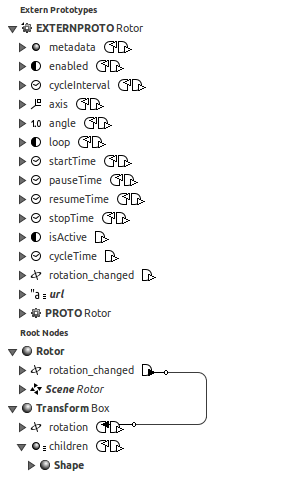 Extern Prototypes
EXTERNPROTO Rotor
metadata
enabled
cycleInterval
axis
1.0 angle
loop
startTime
pauseTime
resumeTime
stopTime
isActive
cycleTime
rotation_changed
"a url
PROTO Rotor
Root Nodes
Rotor
rotation_changed
Scene Rotor
Transform Box
rotation
children
Shape